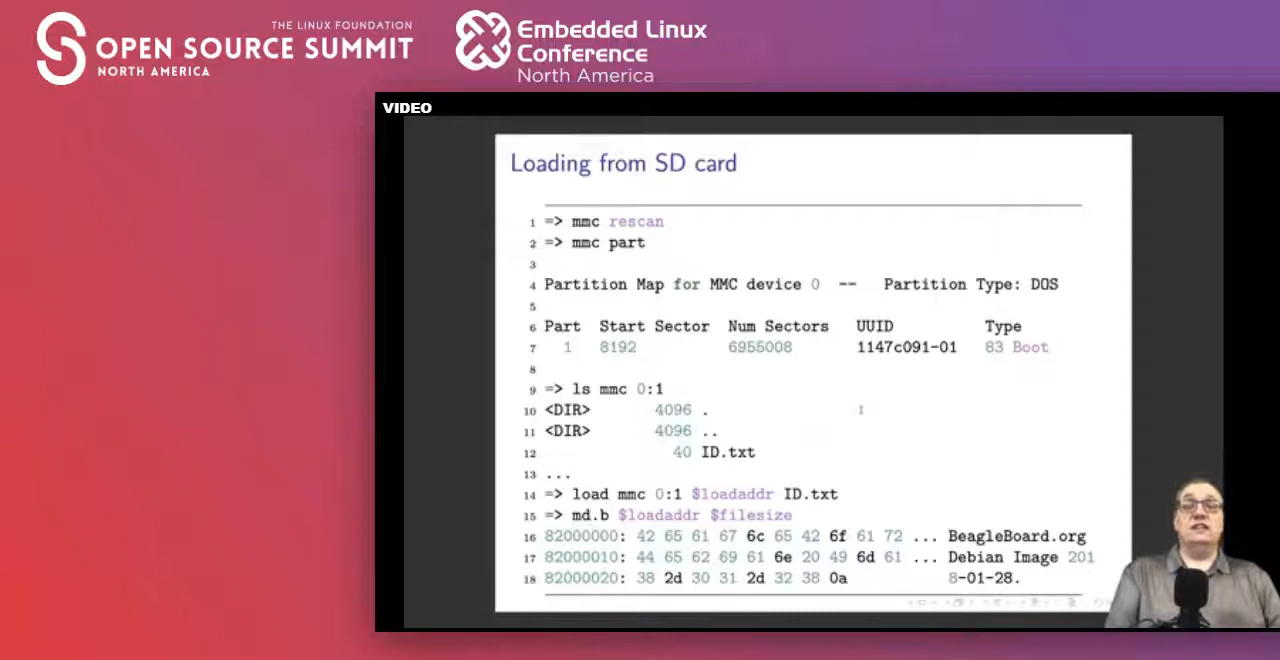 THE LINUX FOUNDATION
OPEN SOURCE SUMMIT
NORTH AMERICA
Embedded Linux
Conference
North America
VIDEO
Loading from SD card
1 => mmc rescan
2 => mmc part
3
4 Partition Map for MMC device 0 -- Partition Type: DOS
5
6 Part Start Sector Num Sectors UUID Type
7 1 8192 6955008 1147c091-01 83 Boot
8
9 => ls mmc 0:1
10 <DIR> 4096 .
11 <DIR> 4096 ..
12 40 ID.txt
13 ...
14 => load mmc 0:1 $loadaddr ID.txt
15 => md.b $loadaddr $filesize
16 82000000: 42 65 61 67 6c 65 42 6f 61 72 ... BeagleBoard.org
17 82000010: 44 65 62 69 61 6e 20 49 6d 61 ... Debian Image 201
18 82000020: 38 2d 30 31 2d 32 38 0a 8-01-28.